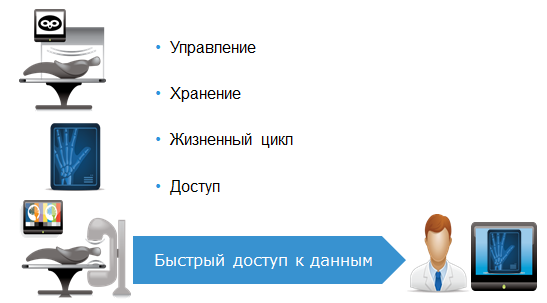 Управление
Хранение
Жизненный цикл
Доступ
Быстрый доступ к данным